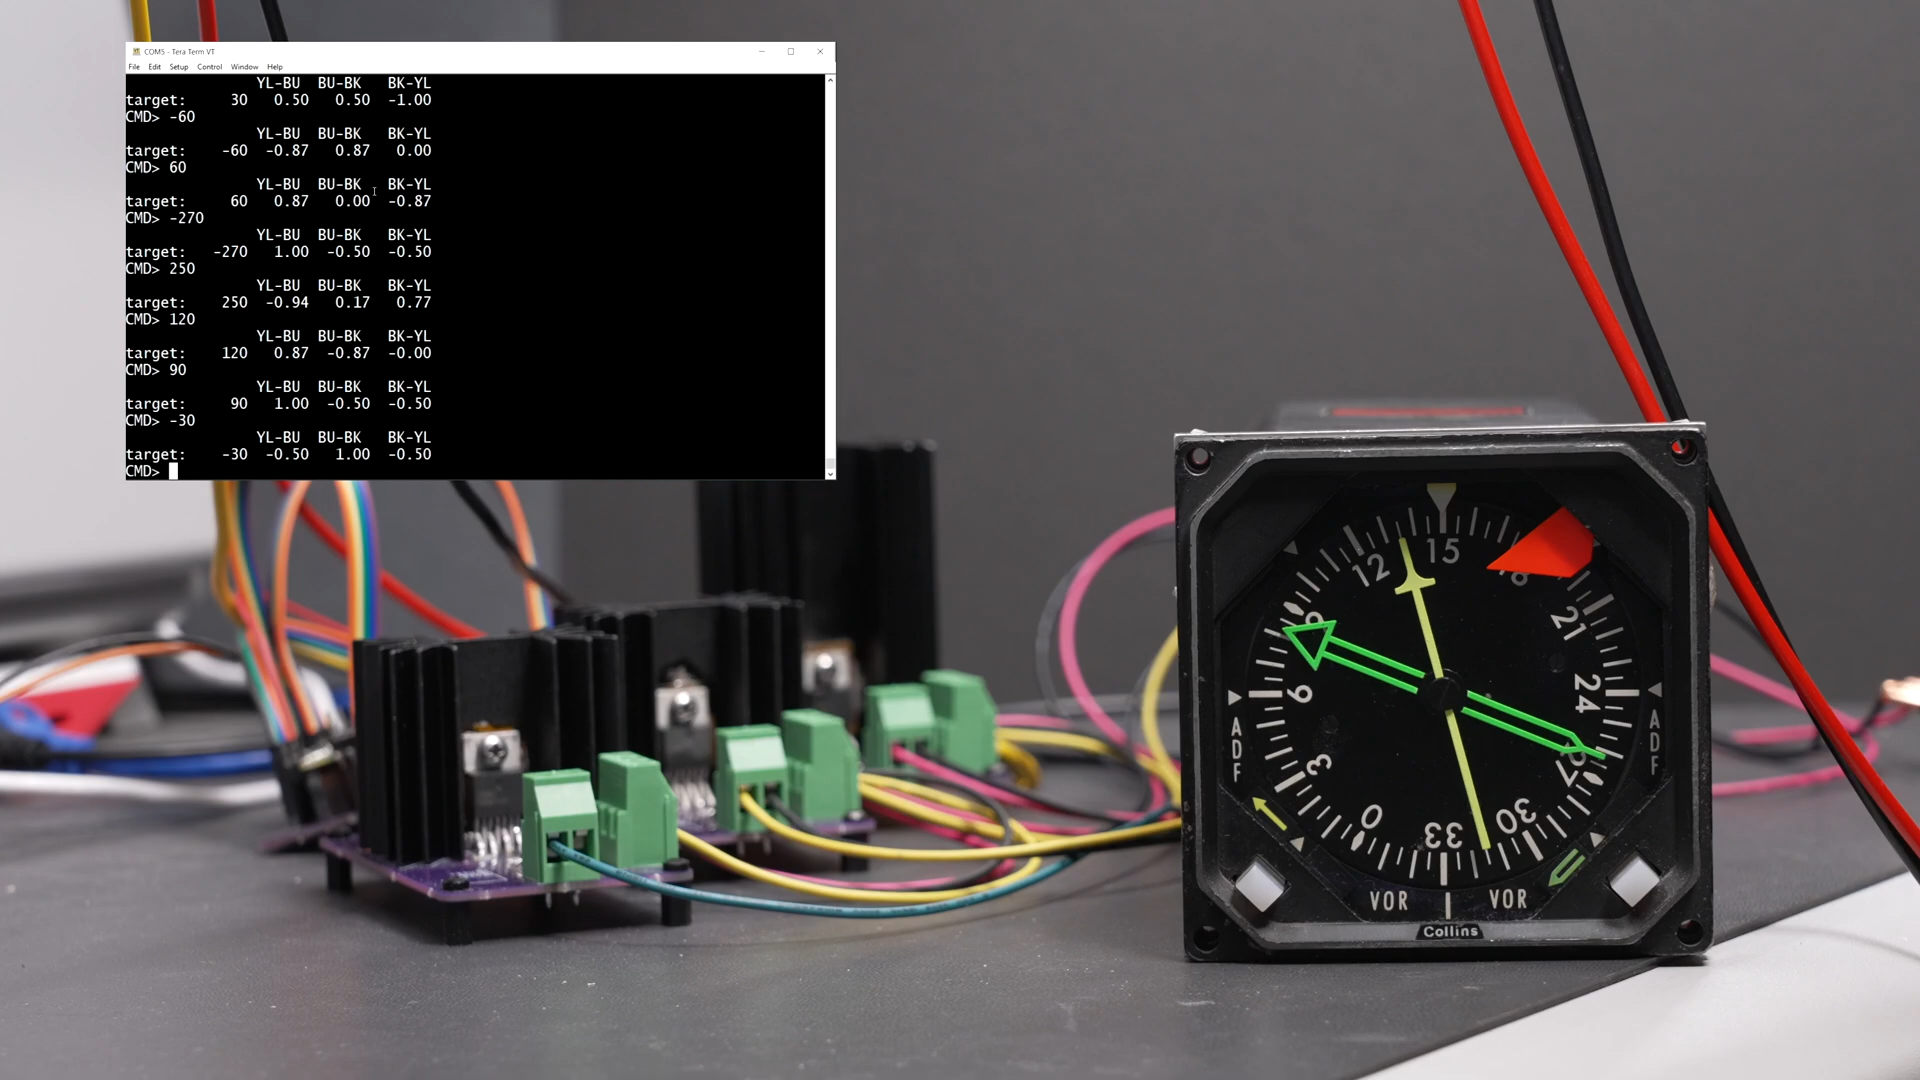 COM5 - Tera Term VT
File Edit Setup Control Window Help
YL-BU BU-BK BK-YL
target: 30 0.50 0.50 -1.00
CMD> -60
YL-BU BU-BK BK-YL
target: -60 -0.87 0.87 0.00
CMD> 60
YL-BU BU-BK BK-YL
target: 60 0.87 0.00 -0.87
CMD> -270
YL-BU BU-BK BK-YL
target: -270 1.00 -0.50 -0.50
CMD> 250
YL-BU BU-BK BK-YL
target: 250 -0.94 0.17 0.77
CMD> 120
YL-BU BU-BK BK-YL
target: 120 0.87 -0.87 -0.00
CMD> 90
YL-BU BU-BK BK-YL
target: 90 1.00 -0.50 -0.50
CMD> -30
YL-BU BU-BK BK-YL
target: -30 -0.50 1.00 -0.50
CMD>
12
15
18
21
24
27
30
33
0
3
6
9
ADF
ADF
VOR VOR
Collins